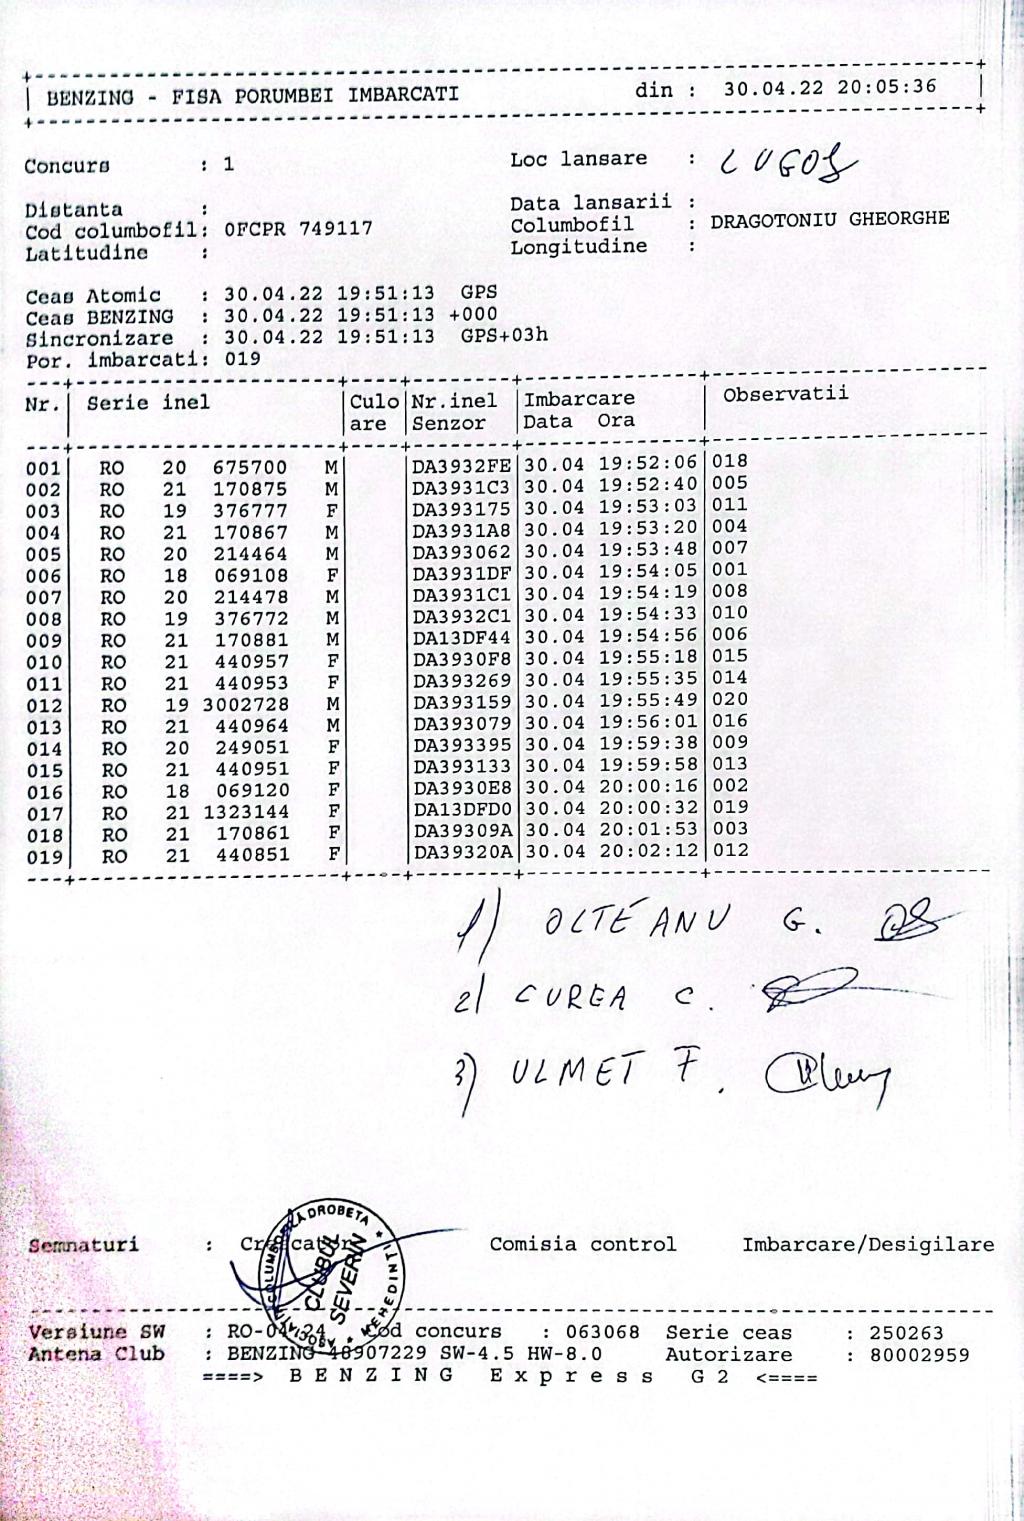 BENZING - FISA PORUMBEI IMBARCATI din : 30.04.22 20:05:36
Concurs : 1 Loc lansare : LUGOJ
Distanta : Data lansarii :
Cod columbofil: 0FCPR 749117 Columbofil : DRAGOTONIU GHEORGHE
Latitudine : Longitudine :
Ceas Atomic : 30.04.22 19:51:13 GPS
Ceas BENZING : 30.04.22 19:51:13 +000
Sincronizare : 30.04.22 19:51:13 GPS+03h
Por. imbarcati: 019
Nr. Serie inel Culo Nr.inel Imbarcare Observatii
are Senzor Data Ora
001 RO 20 675700 M DA3932FE 30.04 19:52:06 018
002 RO 21 170875 M DA3931C3 30.04 19:52:40 005
003 RO 19 376777 F DA393175 30.04 19:53:03 011
004 RO 21 170867 M DA3931A8 30.04 19:53:20 004
005 RO 20 214464 M DA393062 30.04 19:53:48 007
006 RO 18 069108 F DA3931DF 30.04 19:54:05 001
007 RO 20 214478 M DA3931C1 30.04 19:54:19 008
008 RO 19 376772 M DA3932C1 30.04 19:54:33 010
009 RO 21 170881 M DA13DF44 30.04 19:54:56 006
010 RO 21 440957 F DA3930F8 30.04 19:55:18 015
011 RO 21 440953 F DA393269 30.04 19:55:35 014
012 RO 19 3002728 M DA393159 30.04 19:55:49 020
013 RO 21 440964 M DA393079 30.04 19:56:01 016
014 RO 20 249051 F DA393395 30.04 19:59:38 009
015 RO 21 440951 F DA393133 30.04 19:59:58 013
016 RO 18 069120 F DA3930E8 30.04 20:00:16 002
017 RO 21 1323144 F DA13DFD0 30.04 20:00:32 019
018 RO 21 170861 F DA39309A 30.04 20:01:53 003
019 RO 21 440851 F DA39320A 30.04 20:02:12 012
1) OLTEANU G.
2) CUREA C.
3) ULMET F.
Semnaturi : Crescator Comisia control Imbarcare/Desigilare
ASOCIATIA COLUMBOFILA DROBETA * MEHEDINTI *
CLUBUL
SEVERIN
Versiune SW : RO-04.24 Cod concurs : 063068 Serie ceas : 250263
Antena Club : BENZING 48907229 SW-4.5 HW-8.0 Autorizare : 80002959
====> B E N Z I N G E x p r e s s G 2 <====